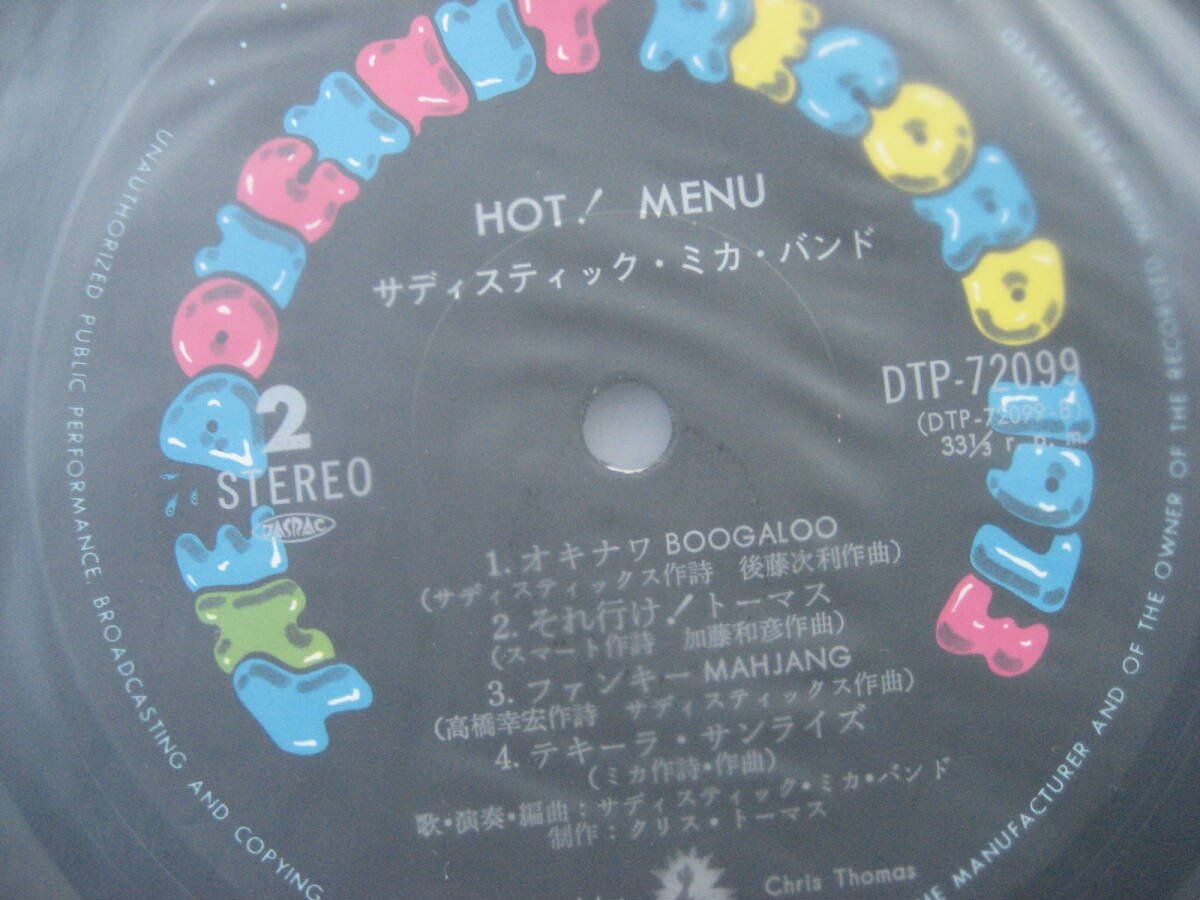 RECORD
HOT! MENU
サディスティック・ミカ・バンド
DTP-72099
(DTP-72099-B)
33⅓ r. p. m.
2
STEREO
JASRAC
1. オキナワ BOOGALOO
(サディスティックス作詩 後藤次利作曲)
2. それ行け!トーマス
(スマート作詩 加藤和彦作曲)
3. ファンキー MAHJANG
(高橋幸宏作詩 サディスティックス作曲)
4. テキーラ・サンライズ
(ミカ作詩・作曲)
歌・演奏・編曲:サディスティック・ミカ・バンド
制作:クリス・トーマス
Chris Thomas
HE MANUFACTURER AND OF THE OWNER OF THE RECORDED WORK ARE RESERVED
UNAUTHORIZED PUBLIC PERFORMANCE. BROADCASTING AND COPYING